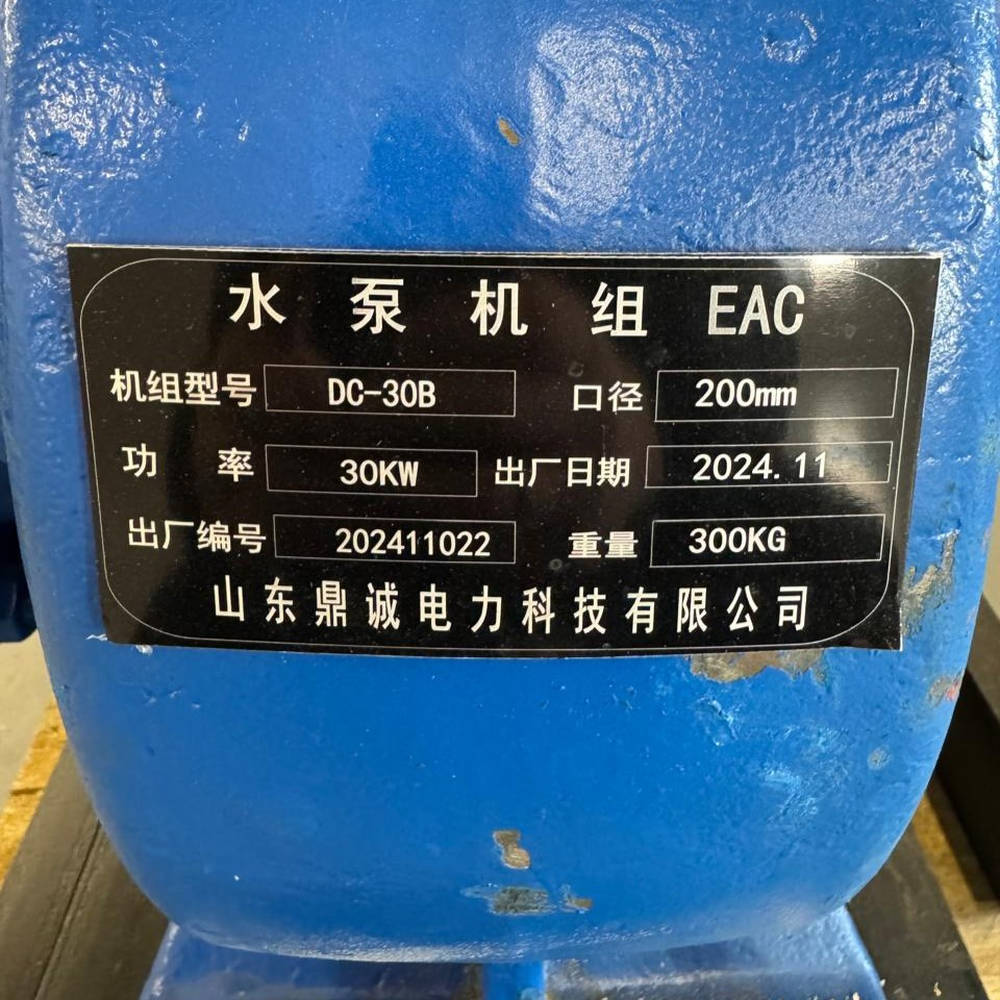 水泵机组 EAC
机组型号 DC-30B 口径 200mm
功率 30KW 出厂日期 2024.11
出厂编号 202411022 重量 300KG
山东鼎诚电力科技有限公司